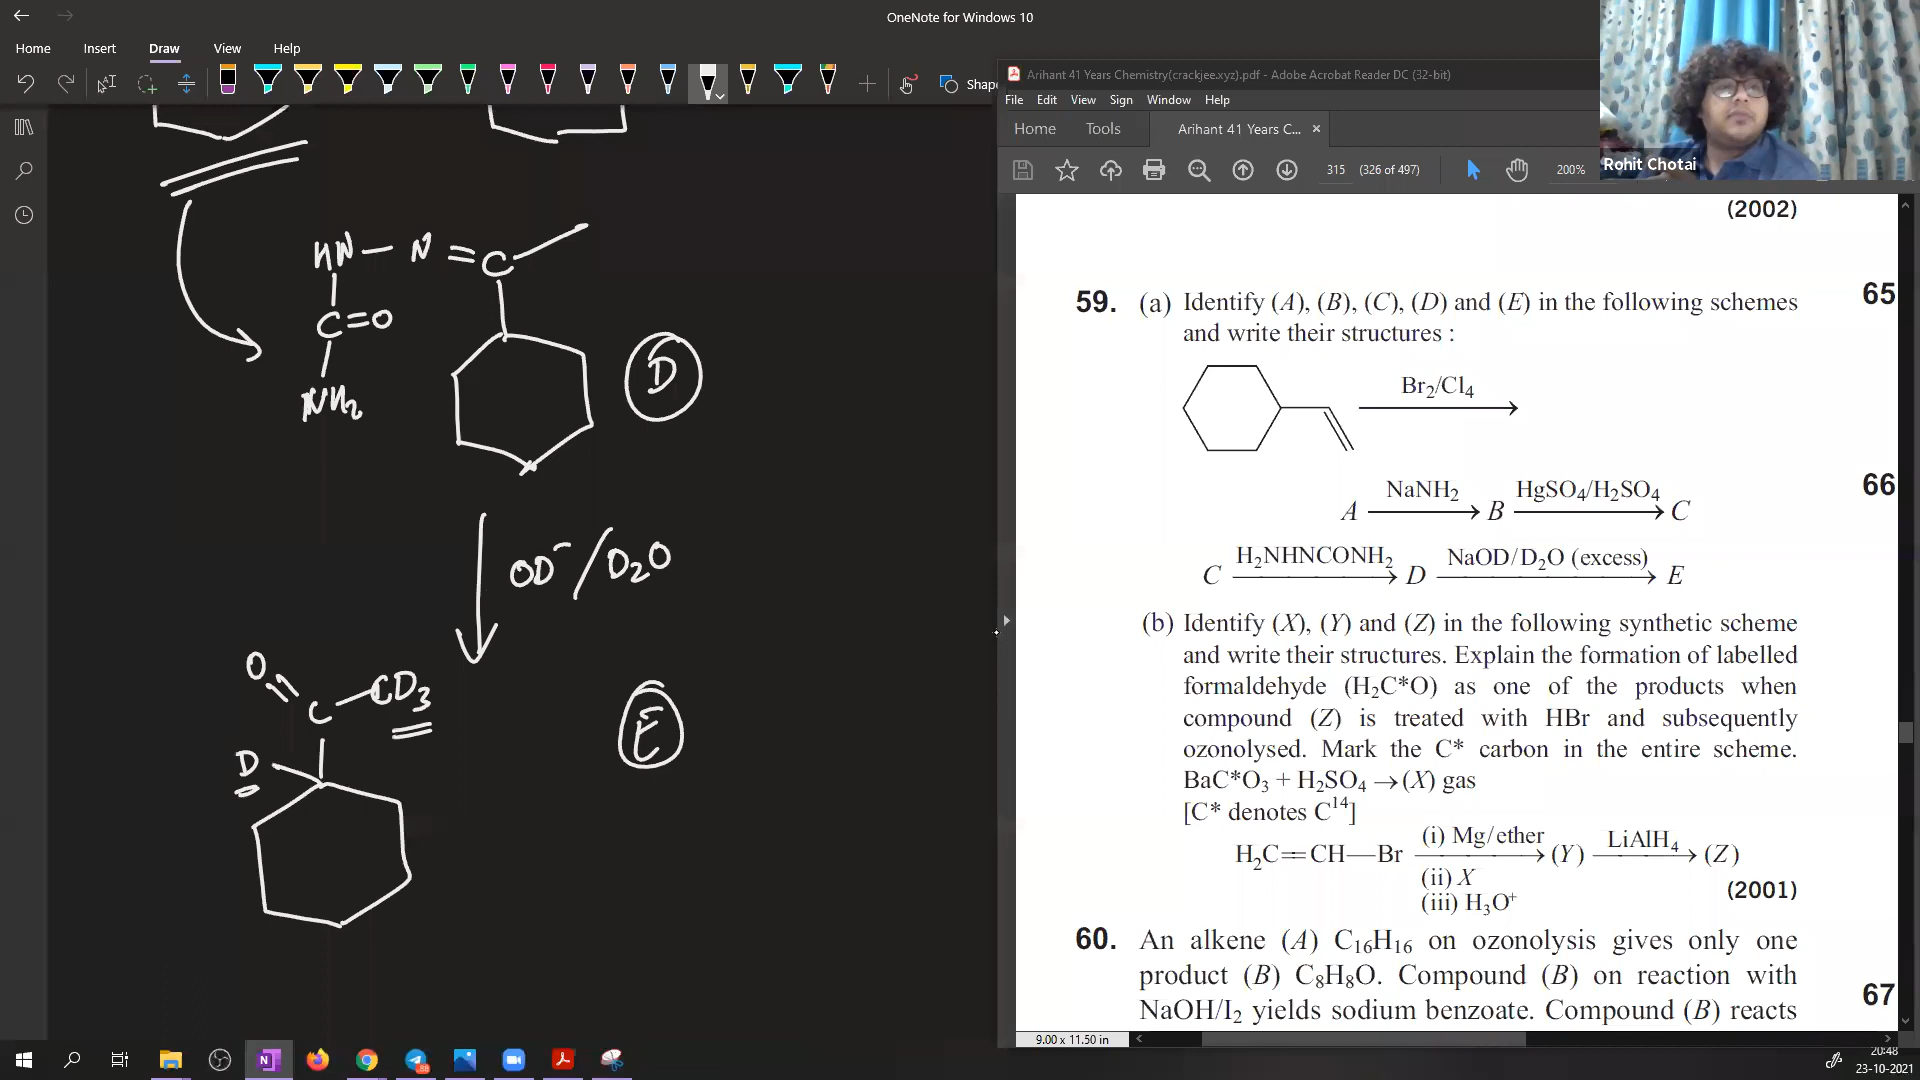 OneNote for Windows 10
Home Insert Draw View Help
Shap
HN — N = C
C=O
NH₂
D
OD⁻/D₂O
O
C — CD₃
D
E
Arihant 41 Years Chemistry(crackjee.xyz).pdf - Adobe Acrobat Reader DC (32-bit)
File Edit View Sign Window Help
Home Tools Arihant 41 Years C... ×
315 (326 of 497) 200%
Rohit Chotai
(2002)
59. (a) Identify (A), (B), (C), (D) and (E) in the following schemes
and write their structures :
Br₂/Cl₄
A NaNH₂ → B HgSO₄/H₂SO₄ → C
C H₂NHNCONH₂ → D NaOD/D₂O (excess) → E
(b) Identify (X), (Y) and (Z) in the following synthetic scheme
and write their structures. Explain the formation of labelled
formaldehyde (H₂C*O) as one of the products when
compound (Z) is treated with HBr and subsequently
ozonolysed. Mark the C* carbon in the entire scheme.
BaC*O₃ + H₂SO₄ → (X) gas
[C* denotes C¹⁴]
H₂C=CH—Br (i) Mg/ether → (Y) LiAlH₄ → (Z)
(ii) X
(iii) H₃O⁺
(2001)
60. An alkene (A) C₁₆H₁₆ on ozonolysis gives only one
product (B) C₈H₈O. Compound (B) on reaction with
NaOH/I₂ yields sodium benzoate. Compound (B) reacts
65
66
67
9.00 x 11.50 in
20:48
23-10-2021